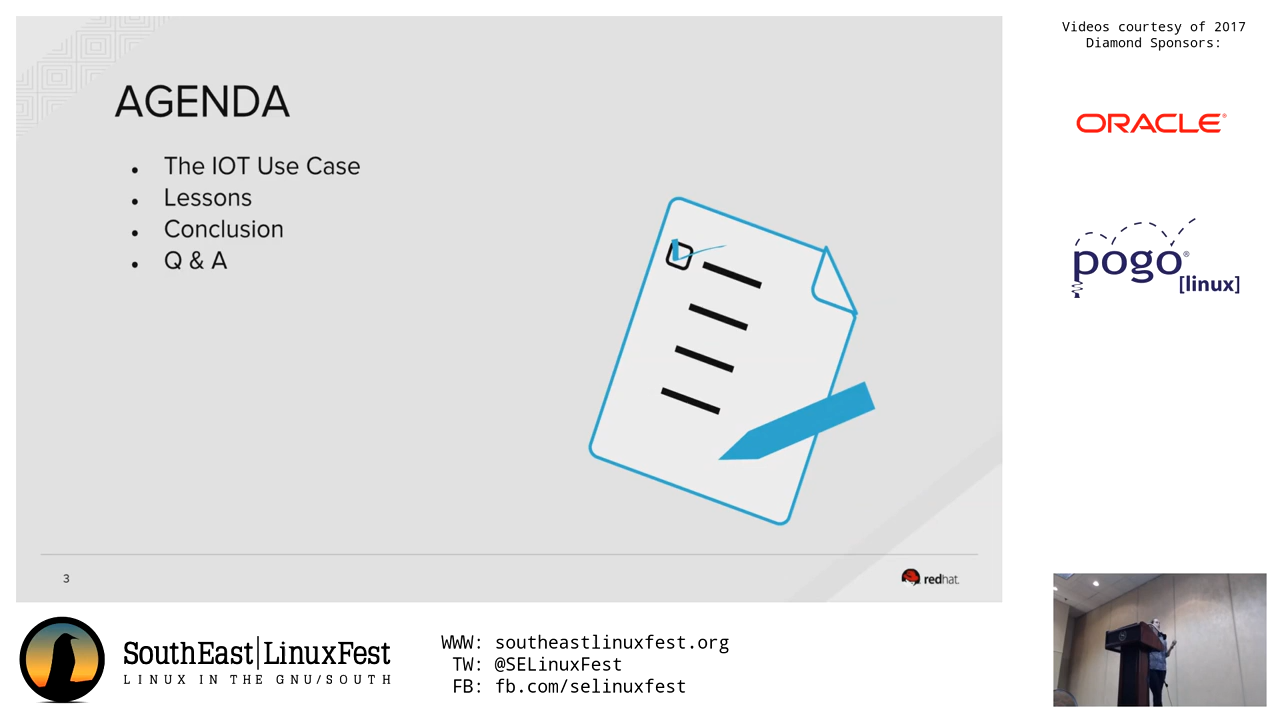 Videos courtesy of 2017
Diamond Sponsors:
AGENDA
The IOT Use Case
Lessons
Conclusion
Q & A
ORACLE®
pogo®
[linux]
3
redhat.
SouthEast|LinuxFest
LINUX IN THE GNU/SOUTH
WWW: southeastlinuxfest.org
TW: @SELinuxFest
FB: fb.com/selinuxfest